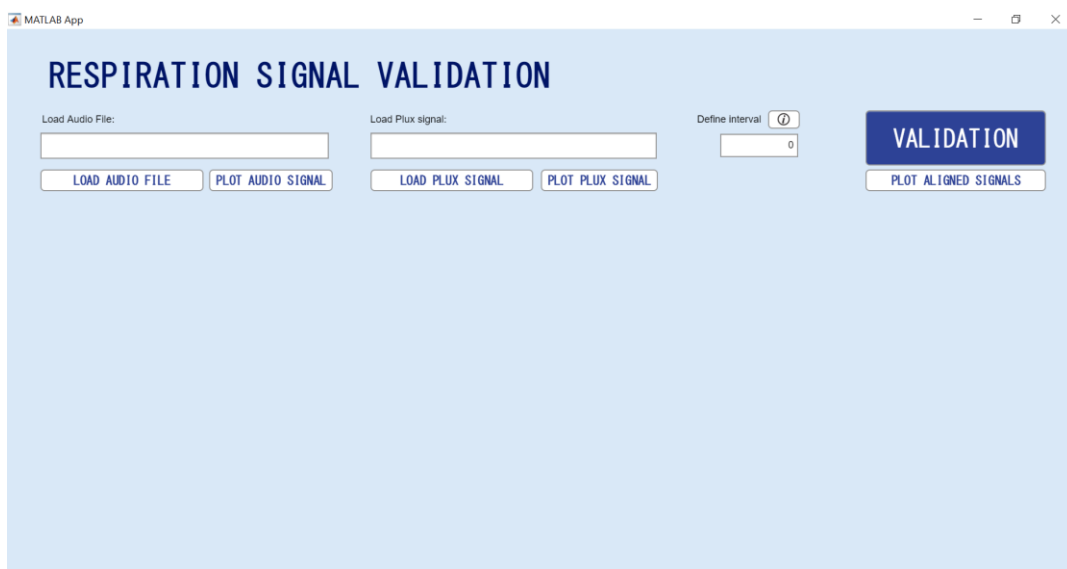 MATLAB App
RESPIRATION SIGNAL VALIDATION
Load Audio File:
LOAD AUDIO FILE
PLOT AUDIO SIGNAL
Load Plux signal:
LOAD PLUX SIGNAL
PLOT PLUX SIGNAL
Define interval
0
VALIDATION
PLOT ALIGNED SIGNALS